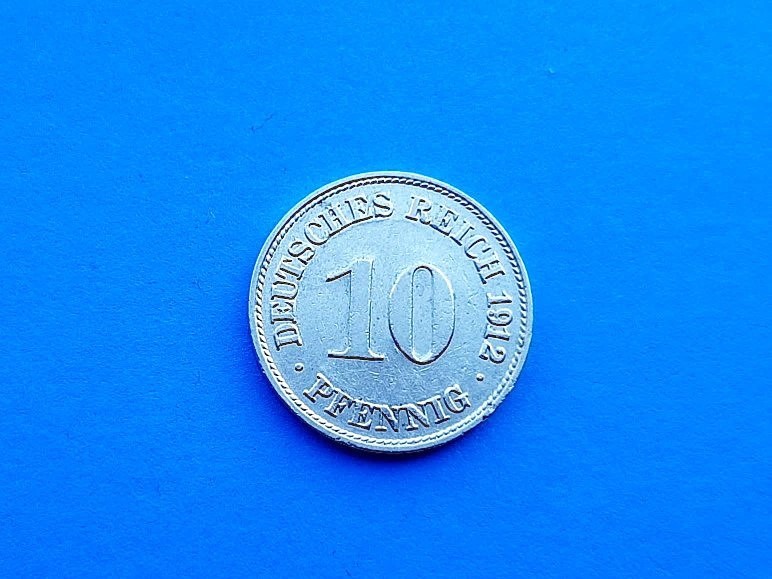 DEUTSCHES REICH 1912
10
· PFENNIG ·